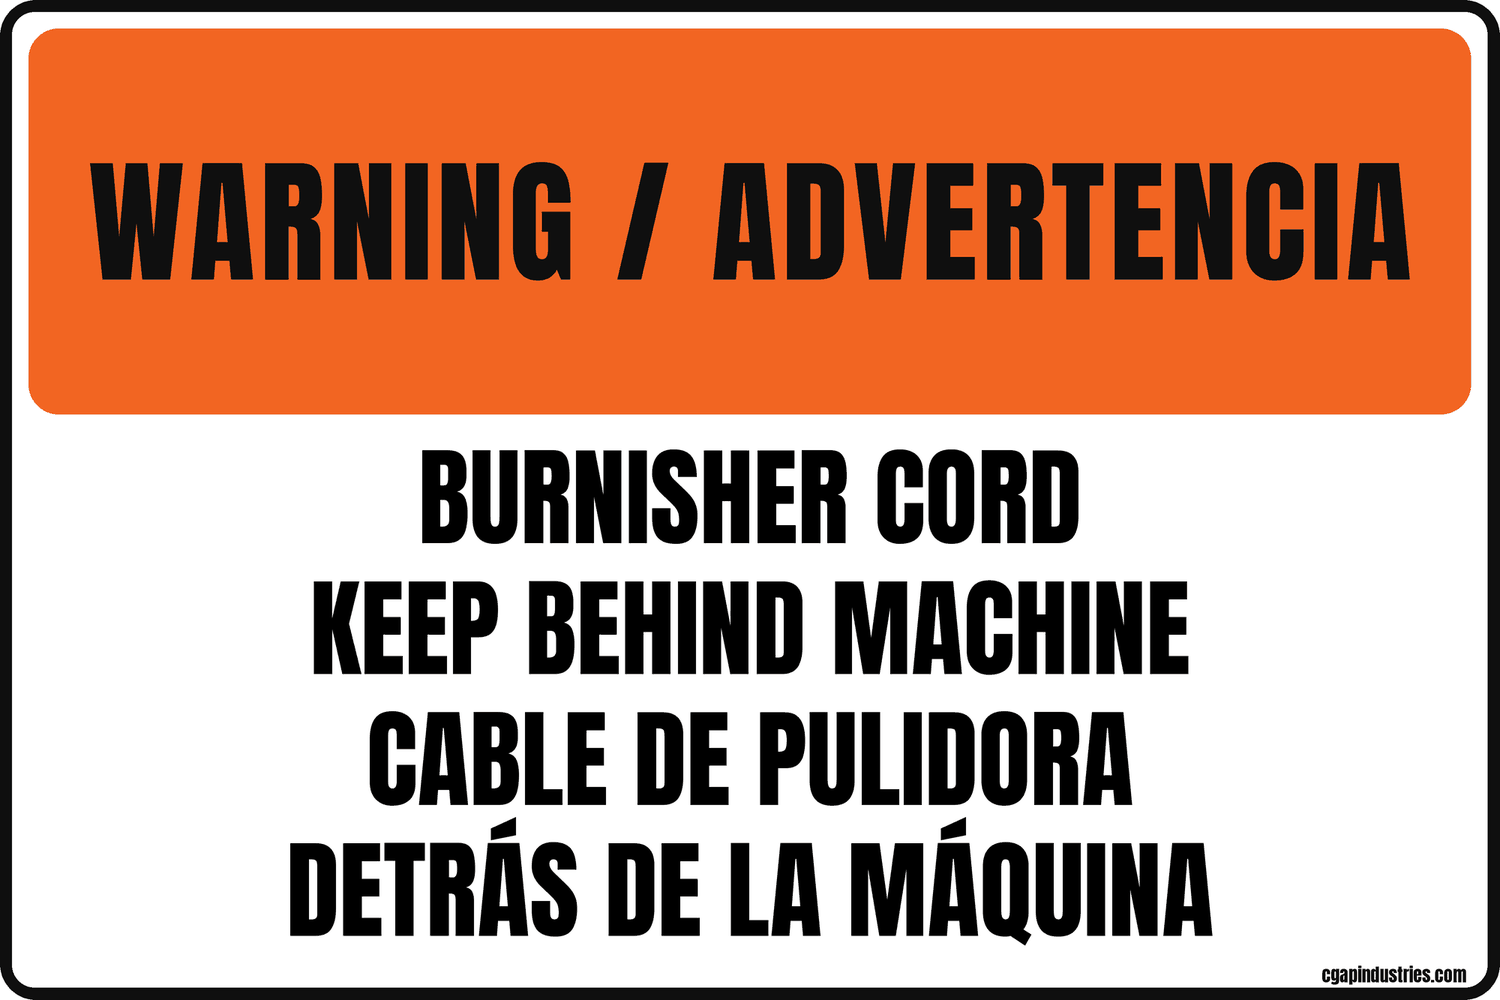 WARNING / ADVERTENCIA
BURNISHER CORD
KEEP BEHIND MACHINE
CABLE DE PULIDORA
DETRÁS DE LA MÁQUINA
cgapindustries.com